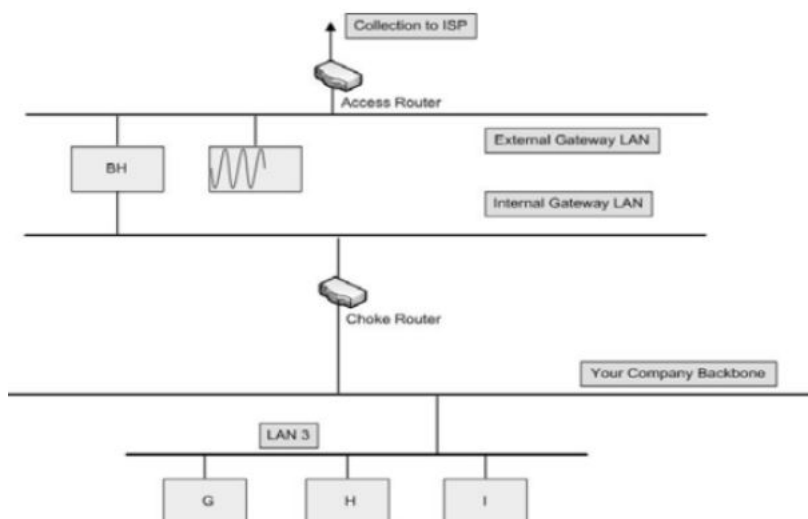 Collection to ISP
Access Router
External Gateway LAN
BH
Internal Gateway LAN
Choke Router
Your Company Backbone
LAN 3
G
H
I